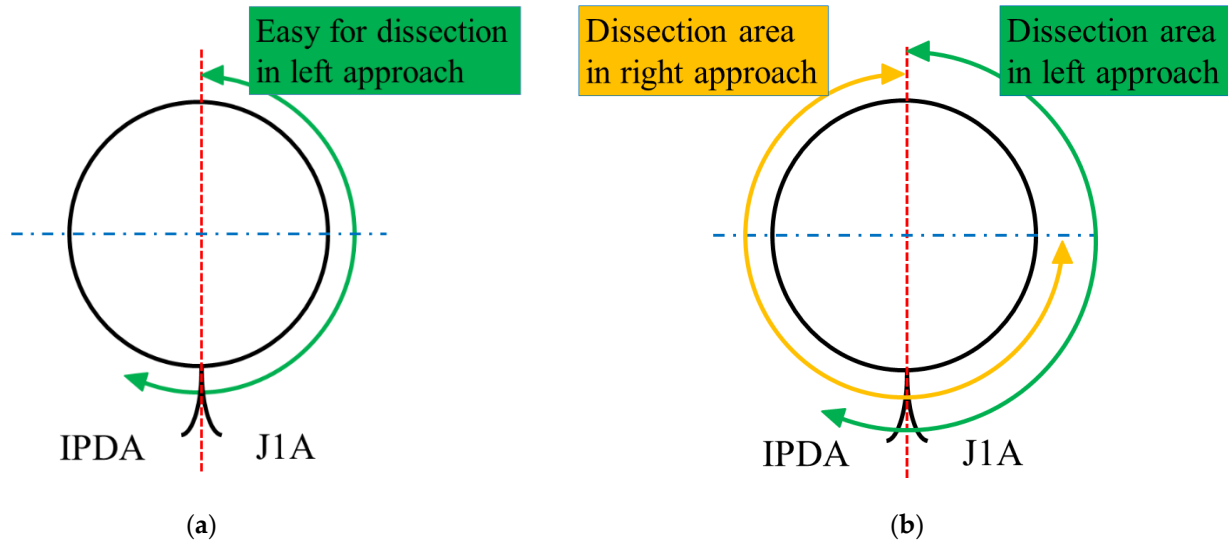 Easy for dissection
in left approach
IPDA
J1A
(a)
Dissection area
in right approach
Dissection area
in left approach
IPDA
J1A
(b)